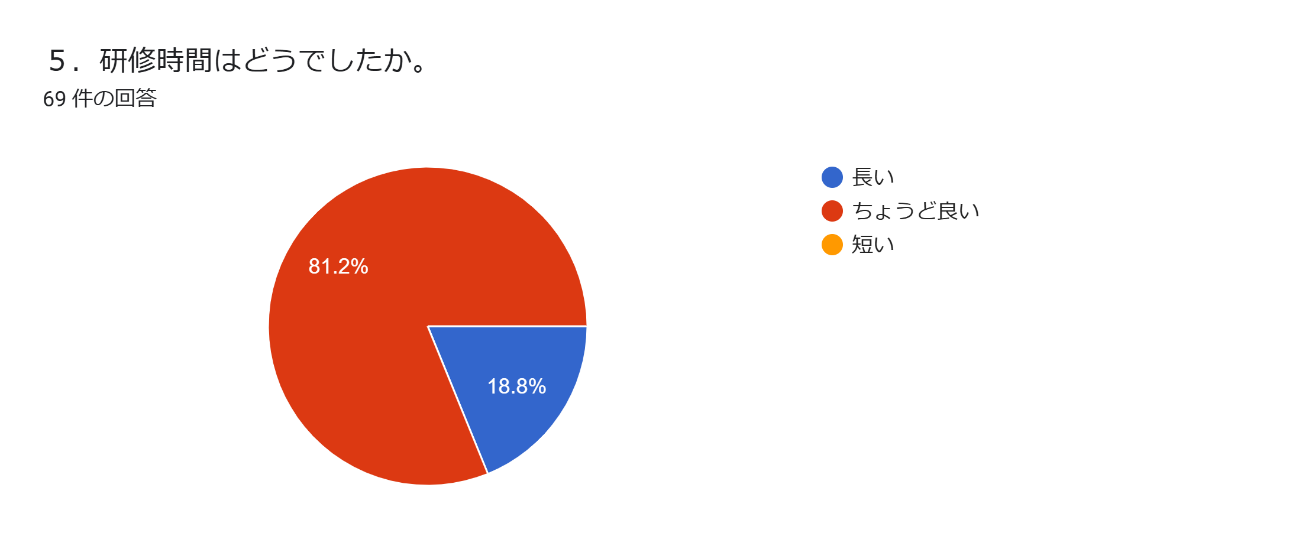 ５．研修時間はどうでしたか。
69 件の回答
長い
ちょうど良い
短い
81.2%
18.8%